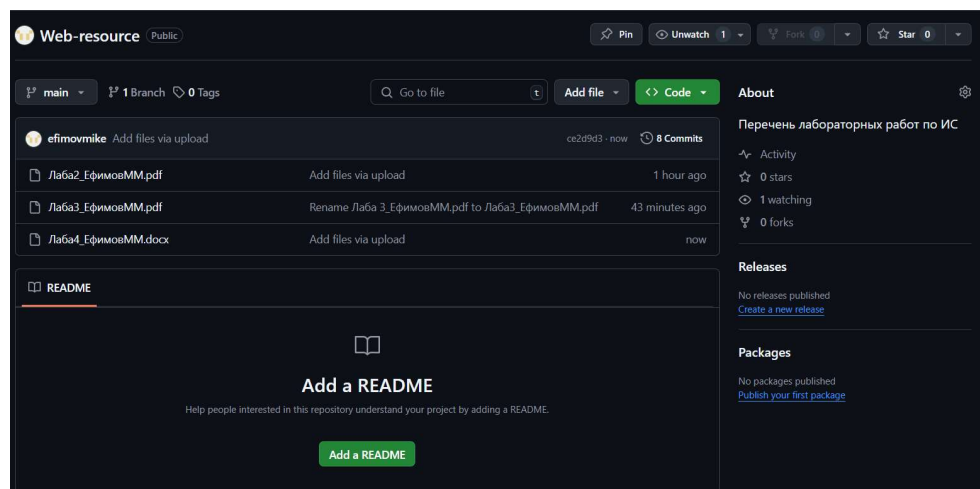 Web-resource Public
Pin
Unwatch 1
Fork 0
Star 0
main
1 Branch
0 Tags
Go to file
t
Add file
<> Code
efimovmike Add files via upload
ce2d9d3 · now
8 Commits
Лаба2_ЕфимовММ.pdf Add files via upload 1 hour ago
Лаба3_ЕфимовММ.pdf Rename Лаба 3_ЕфимовММ.pdf to Лаба3_ЕфимовММ.pdf 43 minutes ago
Лаба4_ЕфимовММ.docx Add files via upload now
README
Add a README
Help people interested in this repository understand your project by adding a README.
Add a README
About
Перечень лабораторных работ по ИС
Activity
0 stars
1 watching
0 forks
Releases
No releases published
Create a new release
Packages
No packages published
Publish your first package